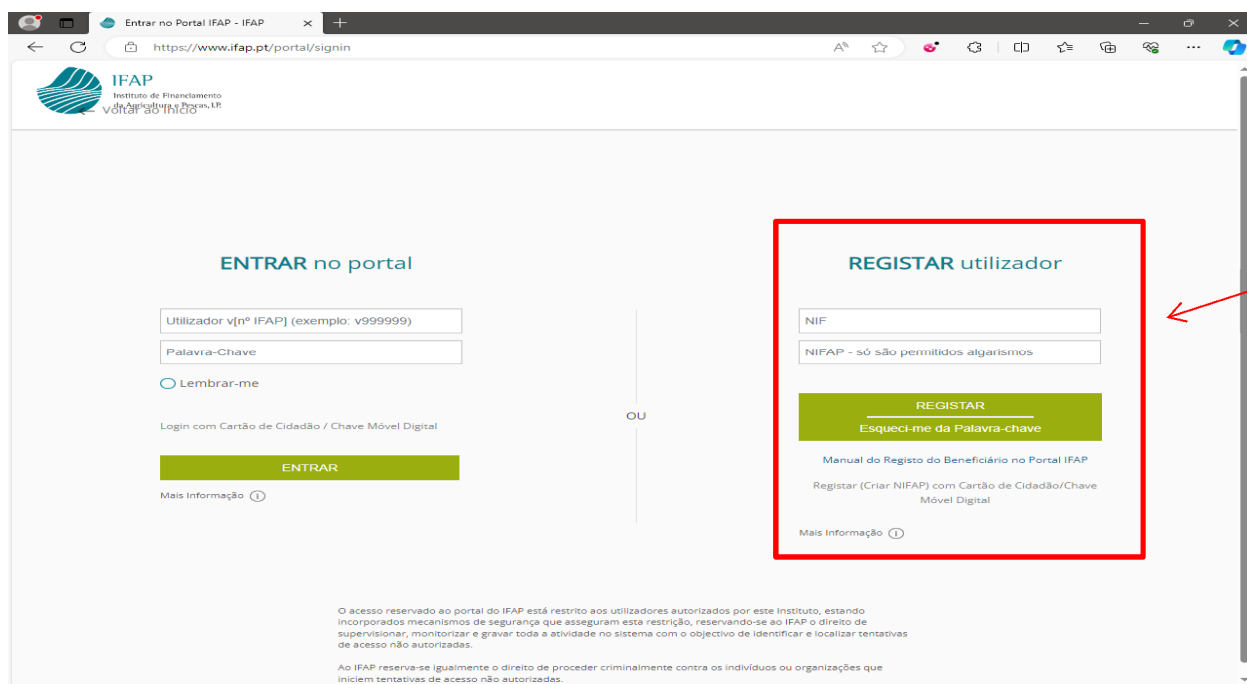 Entrar no Portal IFAP - IFAP
https://www.ifap.pt/portal/signin
IFAP
Instituto de Financiamento
da Agricultura e Pescas, I.P.
Voltar ao Início
ENTRAR no portal
Utilizador v[nº IFAP] (exemplo: v999999)
Palavra-Chave
Lembrar-me
Login com Cartão de Cidadão / Chave Móvel Digital
ENTRAR
Mais Informação
OU
REGISTAR utilizador
NIF
NIFAP - só são permitidos algarismos
REGISTAR
Esqueci-me da Palavra-chave
Manual do Registo do Beneficiário no Portal IFAP
Registar (Criar NIFAP) com Cartão de Cidadão/Chave
Móvel Digital
Mais Informação
O acesso reservado ao portal do IFAP está restrito aos utilizadores autorizados por este Instituto, estando
incorporados mecanismos de segurança que asseguram esta restrição, reservando-se ao IFAP o direito de
supervisionar, monitorizar e gravar toda a atividade no sistema com o objectivo de identificar e localizar tentativas
de acesso não autorizadas.
Ao IFAP reserva-se igualmente o direito de proceder criminalmente contra os indivíduos ou organizações que
iniciem tentativas de acesso não autorizadas.